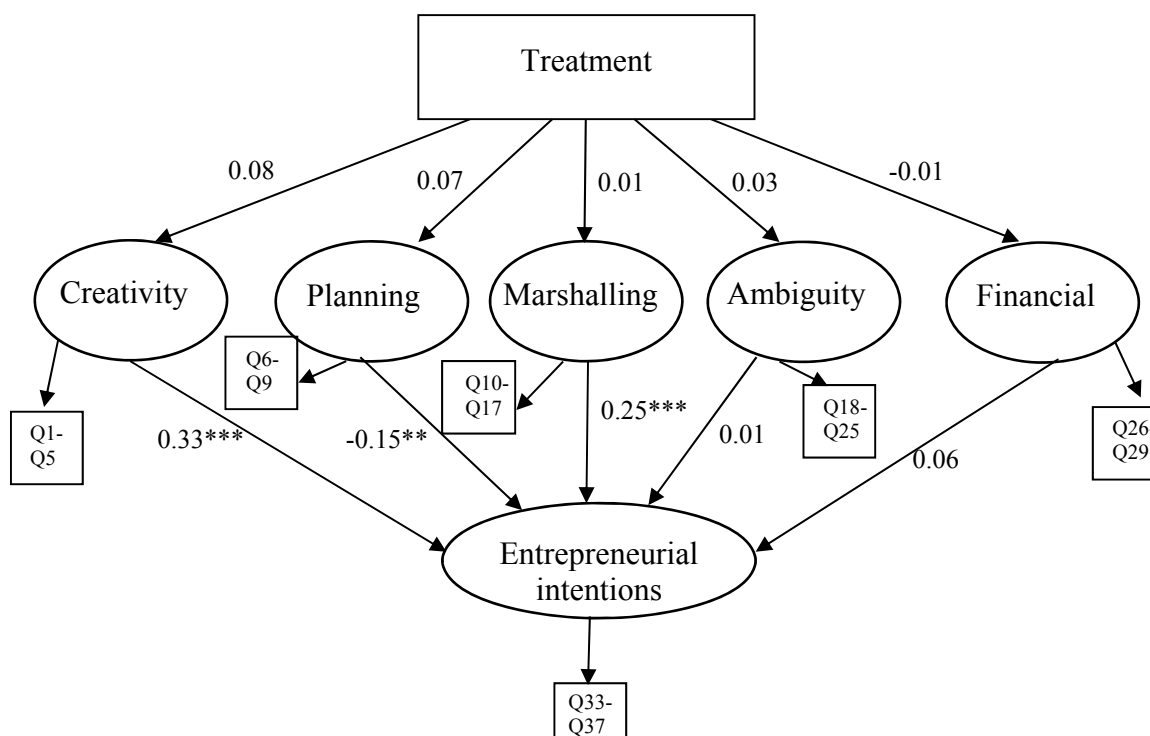 Treatment
0.08
0.07
0.01
0.03
-0.01
Creativity
Planning
Marshalling
Ambiguity
Financial
Q1-
Q5
Q6-
Q9
Q10-
Q17
Q18-
Q25
Q26-
Q29
0.33***
-0.15**
0.25***
0.01
0.06
Entrepreneurial
intentions
Q33-
Q37